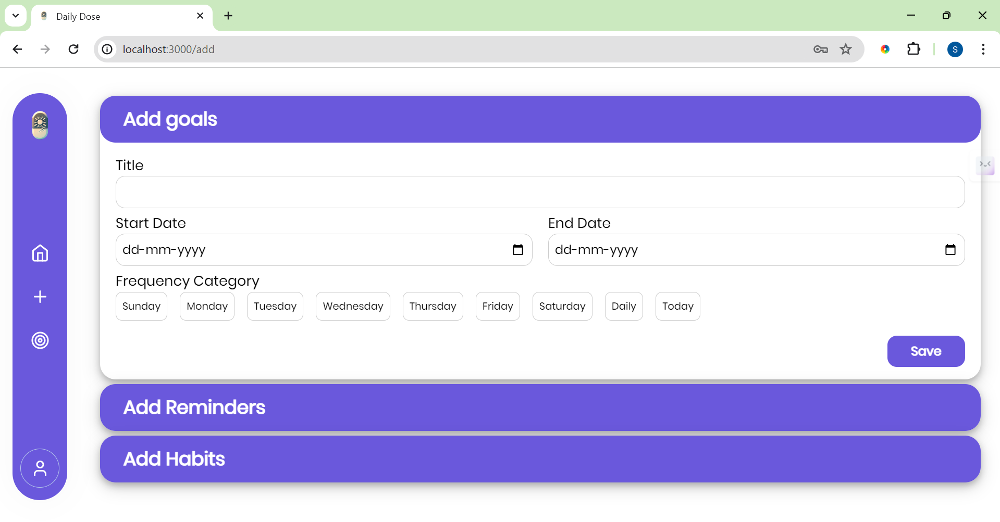 Daily Dose
localhost:3000/add
S
Add goals
Title
Start Date End Date
dd-mm-yyyy dd-mm-yyyy
Frequency Category
Sunday Monday Tuesday Wednesday Thursday Friday Saturday Daily Today
Save
Add Reminders
Add Habits